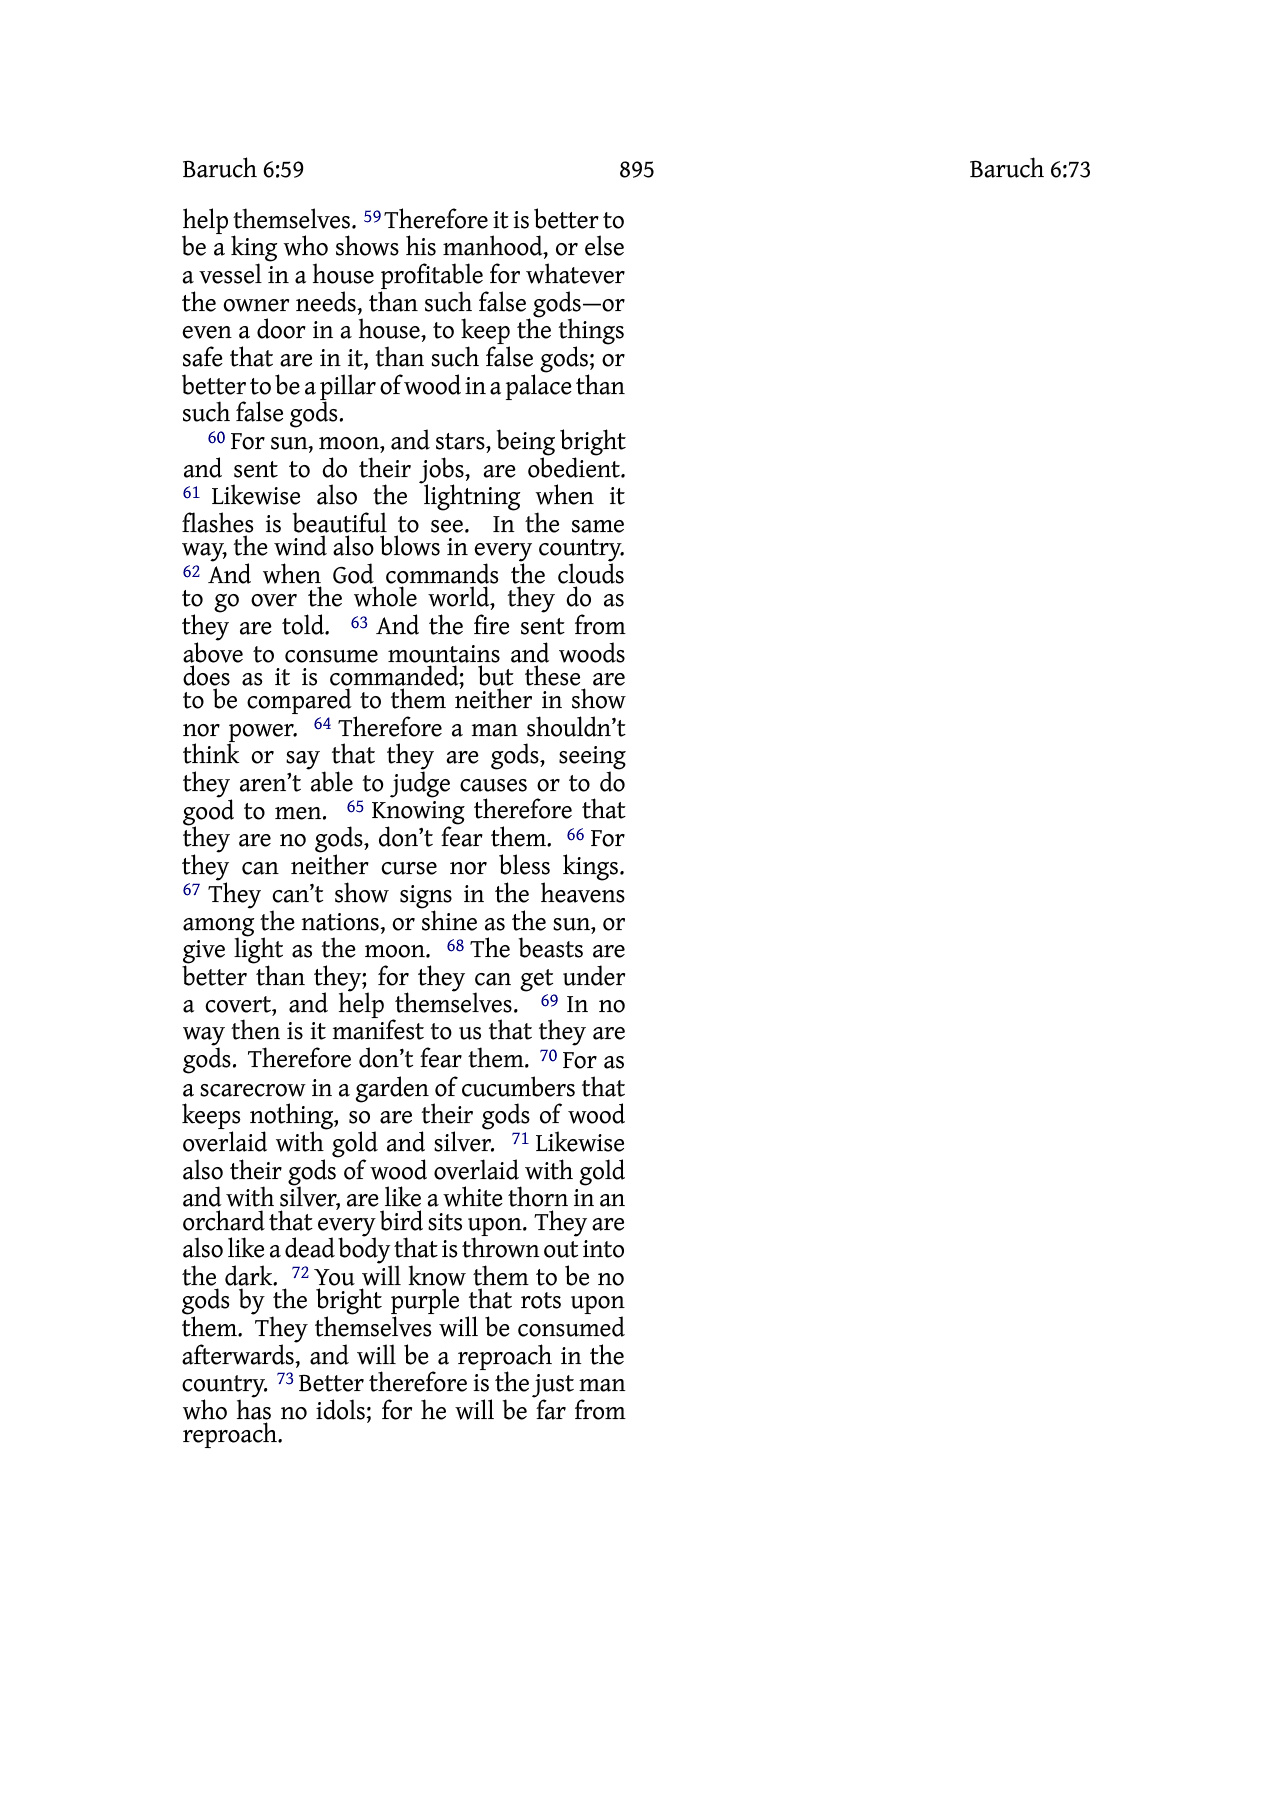 Baruch 6:59 895 Baruch 6:73
help themselves. 59 Therefore it is better to
be a king who shows his manhood, or else
a vessel in a house profitable for whatever
the owner needs, than such false gods—or
even a door in a house, to keep the things
safe that are in it, than such false gods; or
better to be a pillar of wood in a palace than
such false gods.
60 For sun, moon, and stars, being bright
and sent to do their jobs, are obedient.
61 Likewise also the lightning when it
flashes is beautiful to see. In the same
way, the wind also blows in every country.
62 And when God commands the clouds
to go over the whole world, they do as
they are told. 63 And the fire sent from
above to consume mountains and woods
does as it is commanded; but these are
to be compared to them neither in show
nor power. 64 Therefore a man shouldn’t
think or say that they are gods, seeing
they aren’t able to judge causes or to do
good to men. 65 Knowing therefore that
they are no gods, don’t fear them. 66 For
they can neither curse nor bless kings.
67 They can’t show signs in the heavens
among the nations, or shine as the sun, or
give light as the moon. 68 The beasts are
better than they; for they can get under
a covert, and help themselves. 69 In no
way then is it manifest to us that they are
gods. Therefore don’t fear them. 70 For as
a scarecrow in a garden of cucumbers that
keeps nothing, so are their gods of wood
overlaid with gold and silver. 71 Likewise
also their gods of wood overlaid with gold
and with silver, are like a white thorn in an
orchard that every bird sits upon. They are
also like a dead body that is thrown out into
the dark. 72 You will know them to be no
gods by the bright purple that rots upon
them. They themselves will be consumed
afterwards, and will be a reproach in the
country. 73 Better therefore is the just man
who has no idols; for he will be far from
reproach.